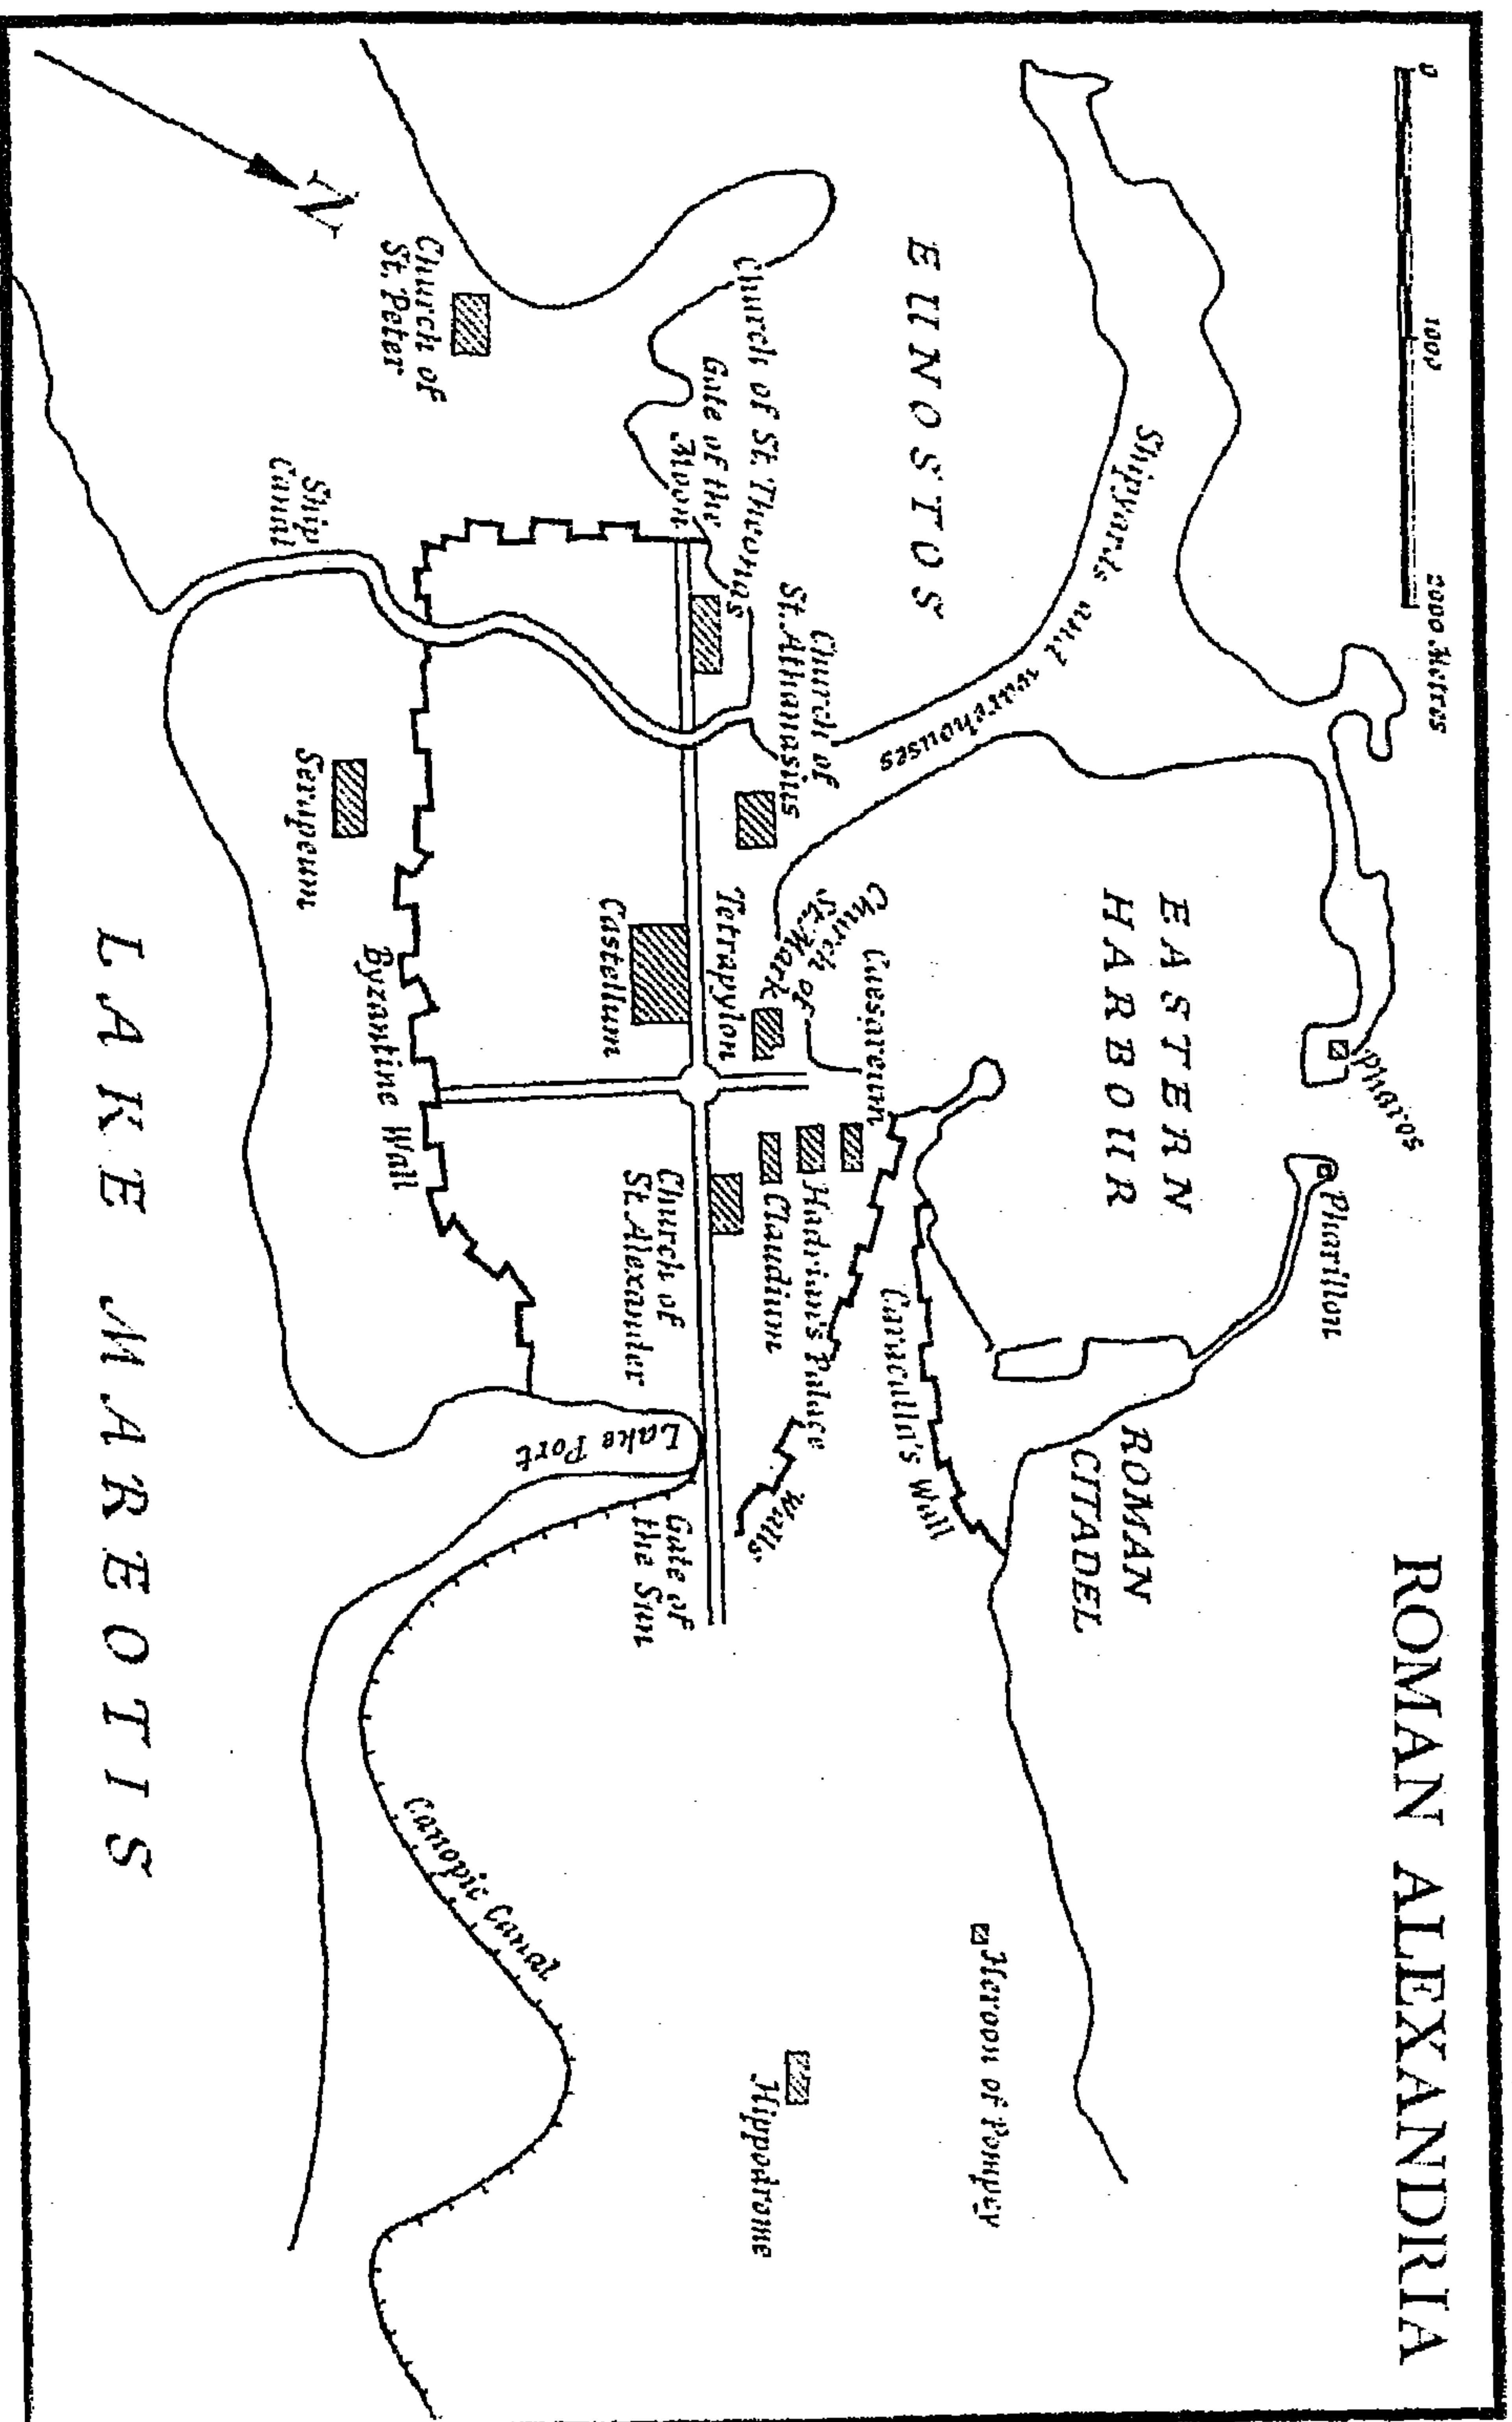 ROMAN ALEXANDRIA
0 1000 2000 Metres
Pharos
Pharillon
EASTERN
HARBOUR
ROMAN
CITADEL
Shipyards and warehouses
EUNOSTOS
Heroon of Pompey
Caesareum
Church of
St. Mark
Caracalla's Wall
Hadrian's Palace
Walls
Church of
St. Athanasius
Church of St. Thomas
Gate of the
Moon
Tetrapylon
Claudium
Hippodrome
Castellum
Church of
St. Alexander
Lake Port
Gate of
the Sun
Church of
St. Peter
N
Ship
Canal
Serapeum
Byzantine Wall
Canopic Canal
LAKE MAREOTIS